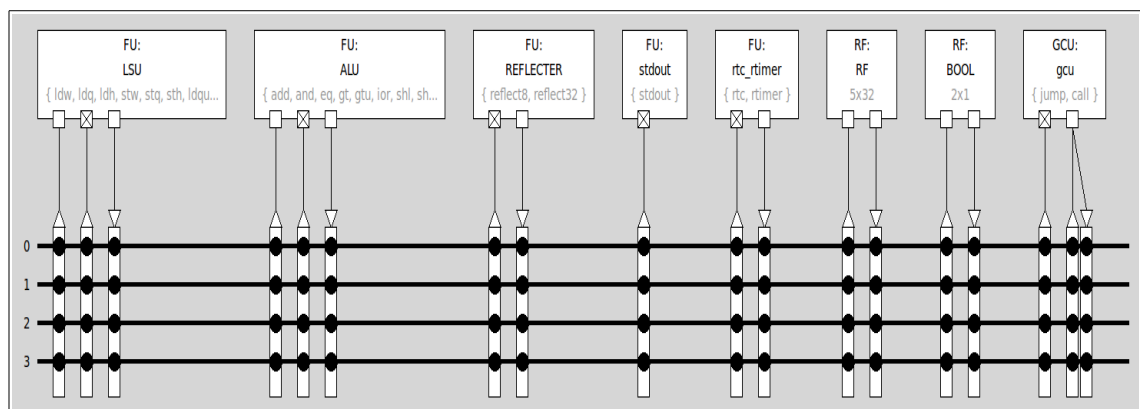 FU:
LSU
{ ldw, ldq, ldh, stw, stq, sth, ldqu...
FU:
ALU
{ add, and, eq, gt, gtu, ior, shl, sh...
FU:
REFLECTER
{ reflect8, reflect32 }
FU:
stdout
{ stdout }
FU:
rtc_rtimer
{ rtc, rtimer }
RF:
RF
5x32
RF:
BOOL
2x1
GCU:
gcu
{ jump, call }
0
1
2
3